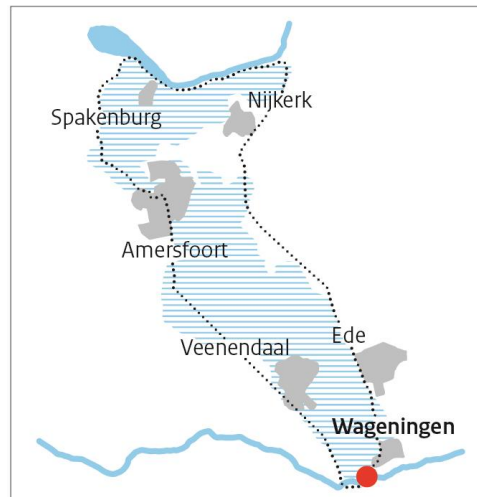 Nijkerk
Spakenburg
Amersfoort
Ede
Veenendaal
Wageningen